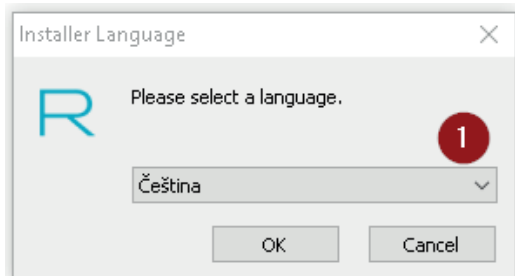 Installer Language
R
Please select a language.
1
Čeština
OK
Cancel